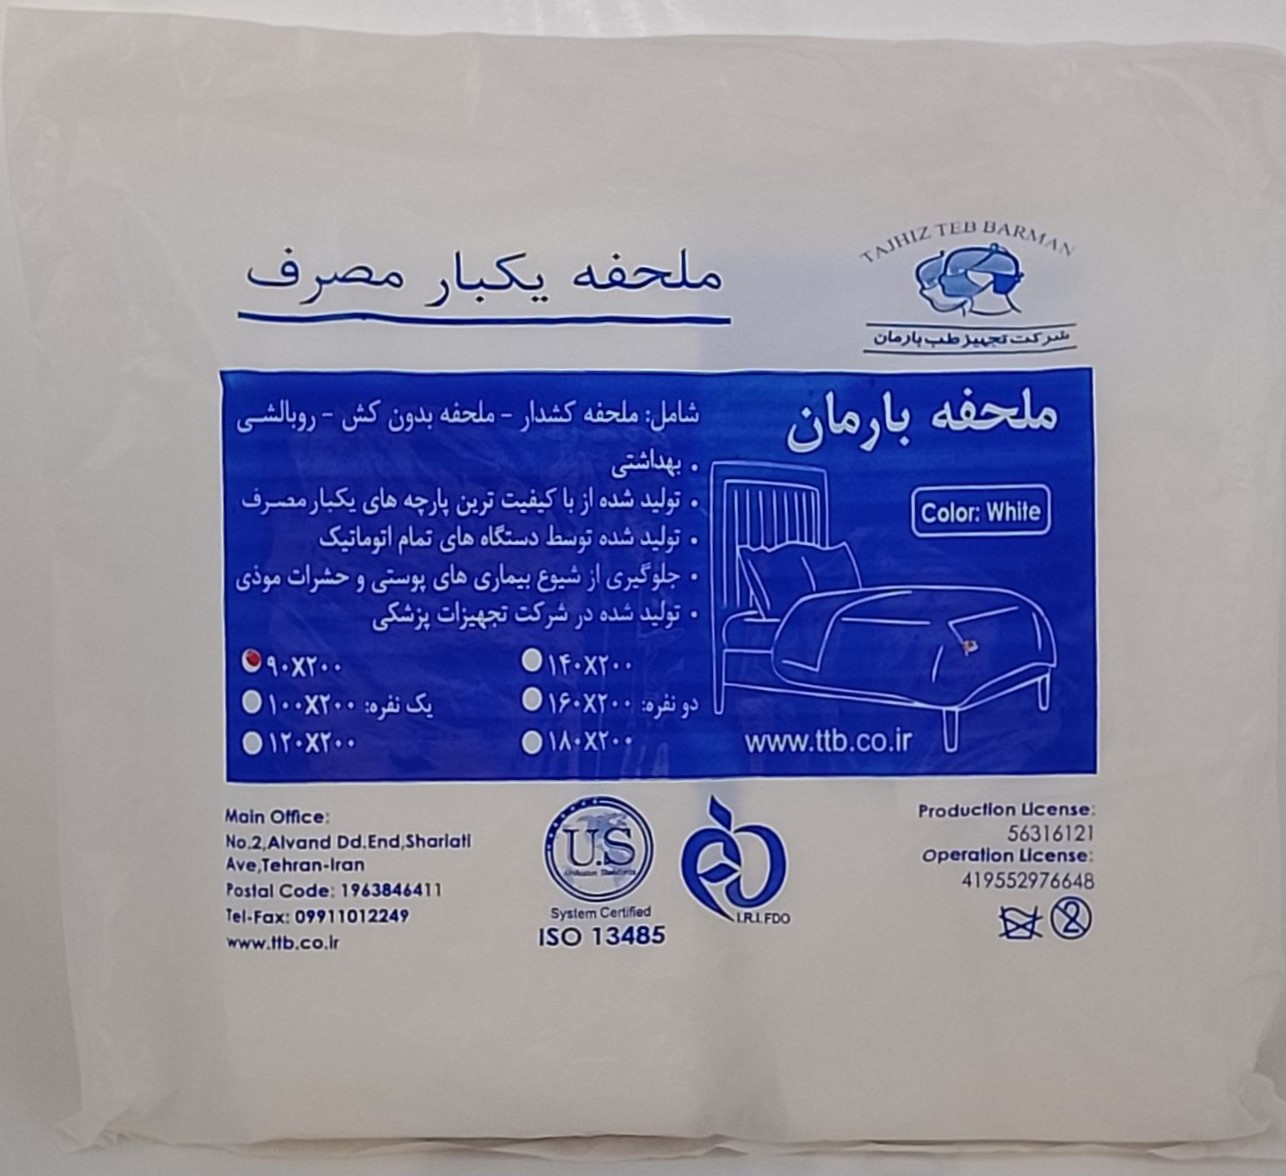 ملحفه یکبار مصرف
TAJHIZ TEB BARMAN
شرکت تجهیز طب بارمان
ملحفه بارمان
Color: White
شامل: ملحفه کشدار - ملحفه بدون کش - روبالشی
• بهداشتی
• تولید شده از با کیفیت ترین پارچه های یکبار مصرف
• تولید شده توسط دستگاه های تمام اتوماتیک
• جلوگیری از شیوع بیماری های پوستی و حشرات موذی
• تولید شده در شرکت تجهیزات پزشکی
یک نفره:
۹۰X۲۰۰
۱۰۰X۲۰۰
۱۲۰X۲۰۰
دو نفره:
۱۴۰X۲۰۰
۱۶۰X۲۰۰
۱۸۰X۲۰۰
www.ttb.co.ir
Main Office:
No.2,Alvand Dd.End,Shariati
Ave,Tehran-Iran
Postal Code: 1963846411
Tel-Fax: 09911012249
www.ttb.co.ir
U.S
Unification Standards
System Certified
ISO 13485
I.R.I.FDO
Production License:
56316121
Operation License:
419552976648
2